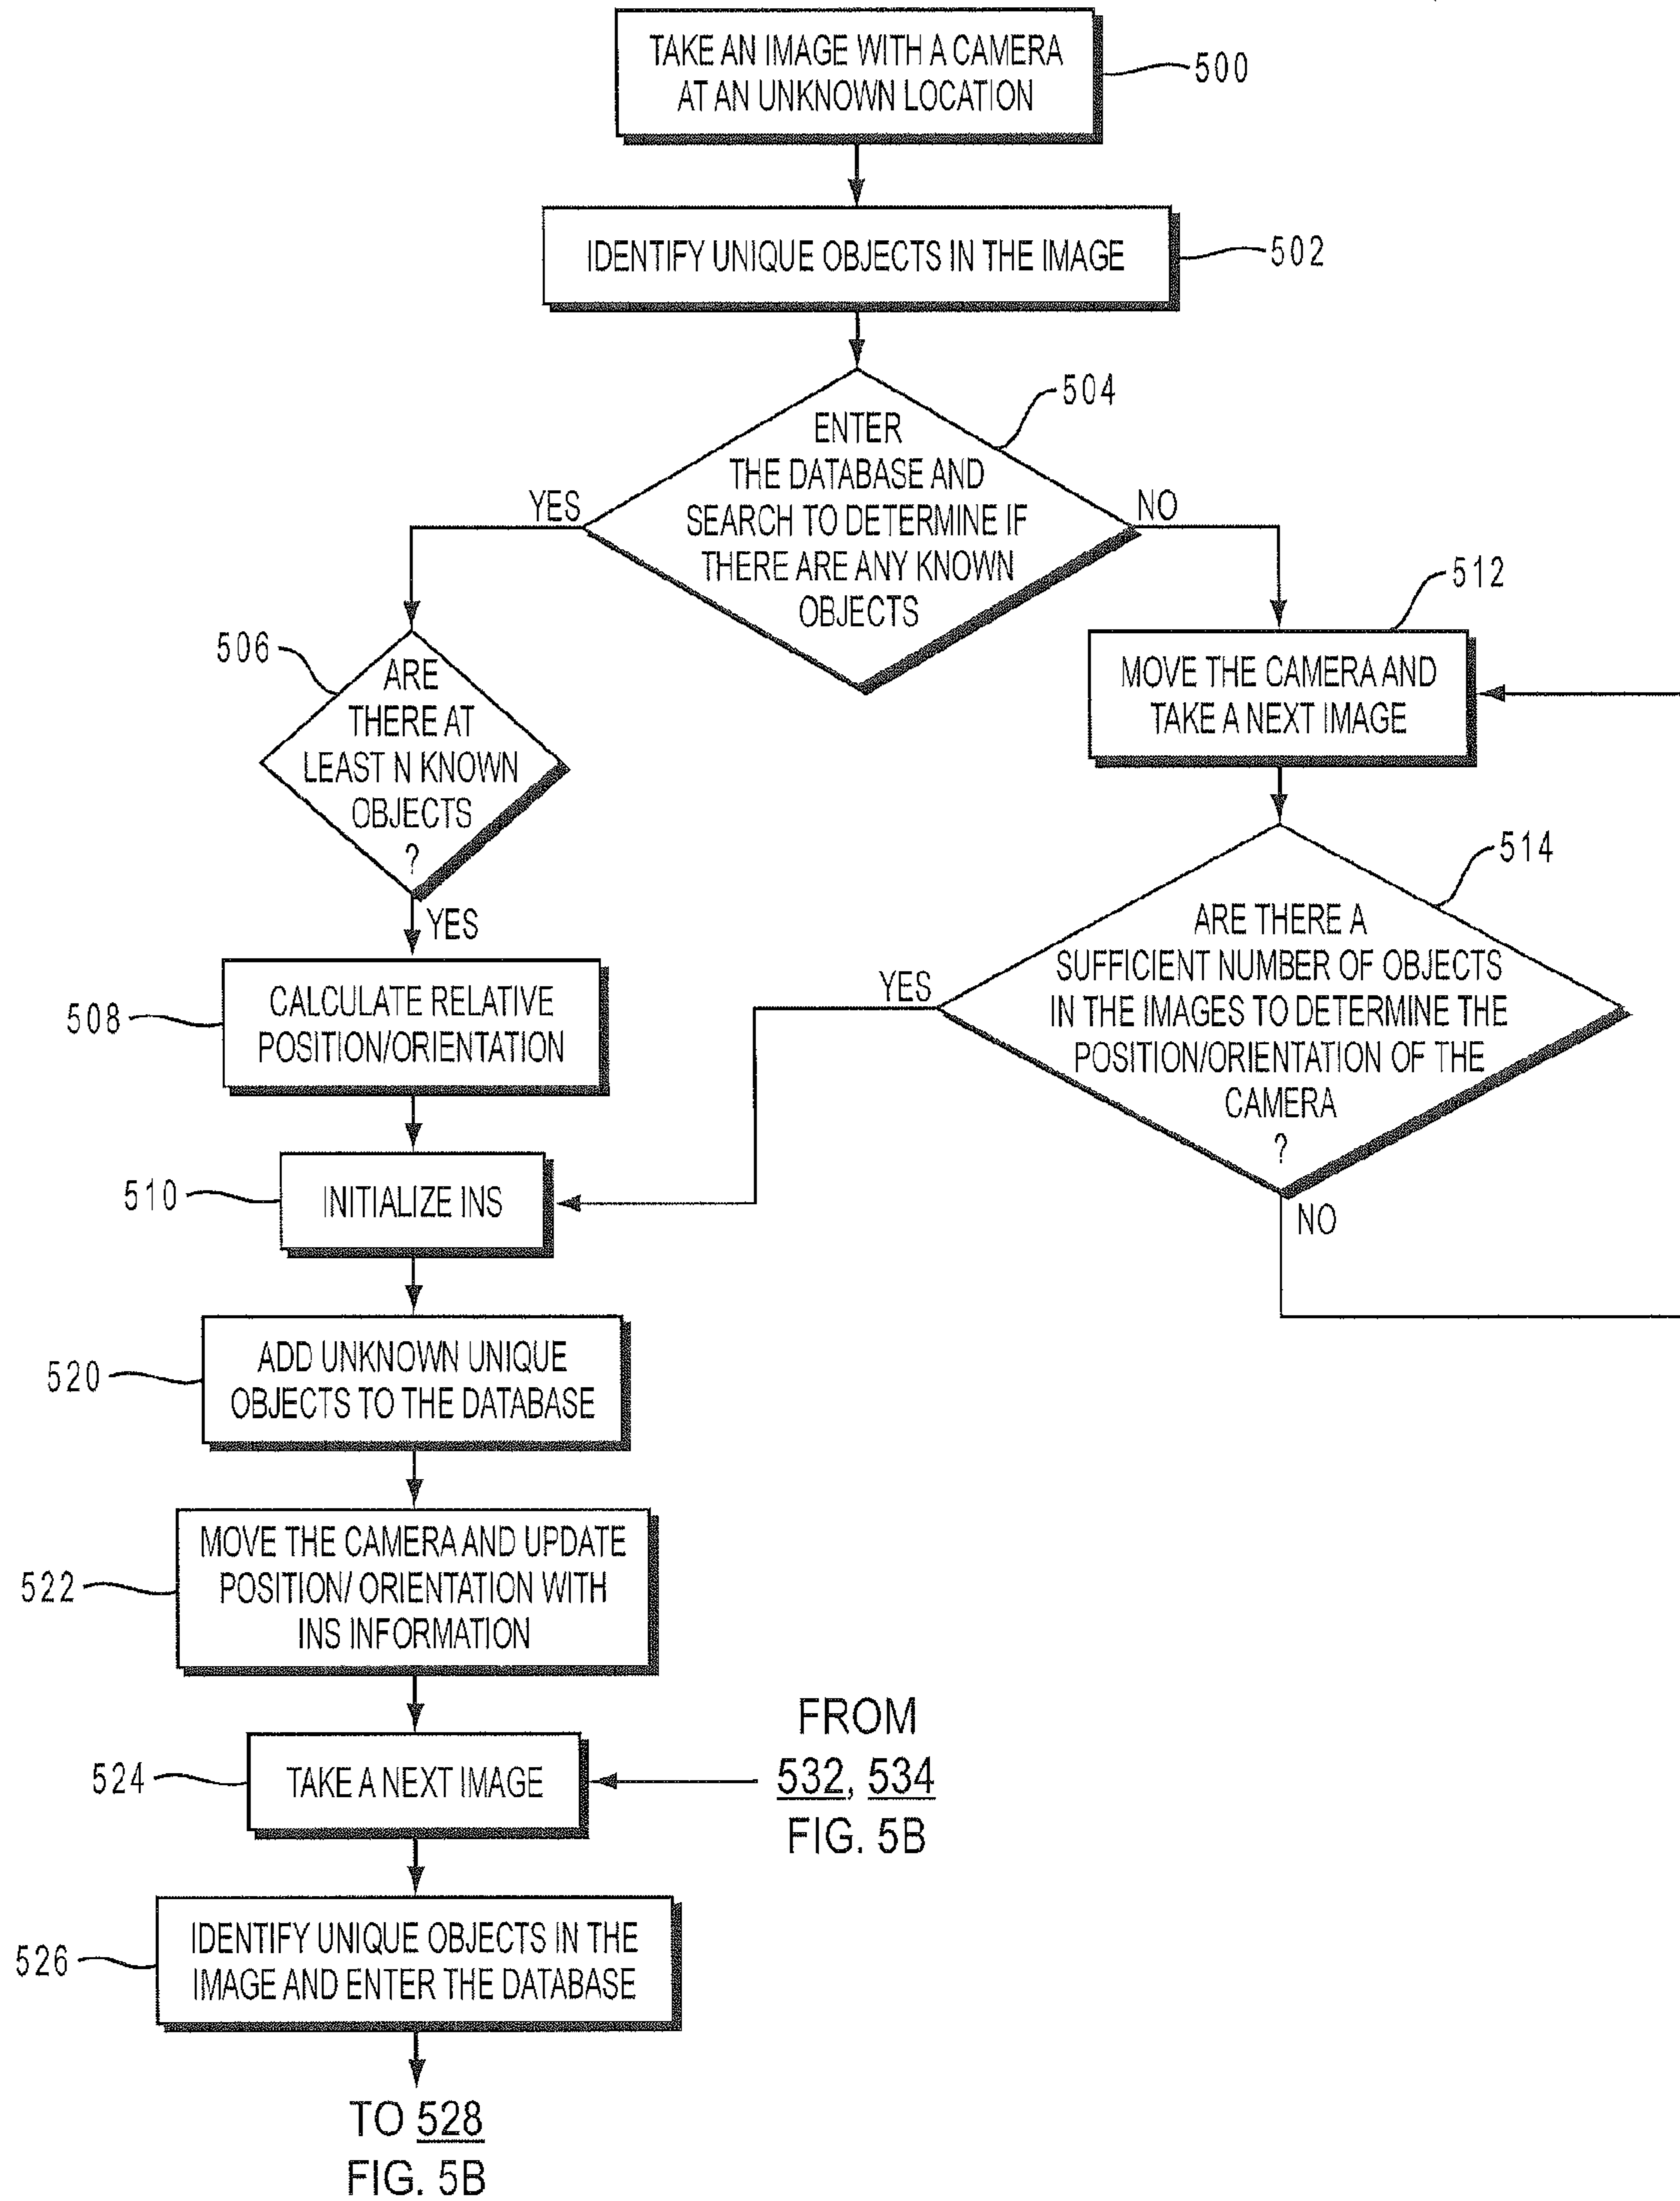 TAKE AN IMAGE WITH A CAMERA
AT AN UNKNOWN LOCATION
500
IDENTIFY UNIQUE OBJECTS IN THE IMAGE
502
ENTER
THE DATABASE AND
SEARCH TO DETERMINE IF
THERE ARE ANY KNOWN
OBJECTS
504
YES
NO
506
ARE
THERE AT
LEAST N KNOWN
OBJECTS
?
YES
512
MOVE THE CAMERA AND
TAKE A NEXT IMAGE
514
ARE THERE A
SUFFICIENT NUMBER OF OBJECTS
IN THE IMAGES TO DETERMINE THE
POSITION/ORIENTATION OF THE
CAMERA
?
YES
NO
508
CALCULATE RELATIVE
POSITION/ORIENTATION
510
INITIALIZE INS
520
ADD UNKNOWN UNIQUE
OBJECTS TO THE DATABASE
522
MOVE THE CAMERA AND UPDATE
POSITION/ ORIENTATION WITH
INS INFORMATION
524
TAKE A NEXT IMAGE
FROM
532, 534
FIG. 5B
526
IDENTIFY UNIQUE OBJECTS IN THE
IMAGE AND ENTER THE DATABASE
TO 528
FIG. 5B